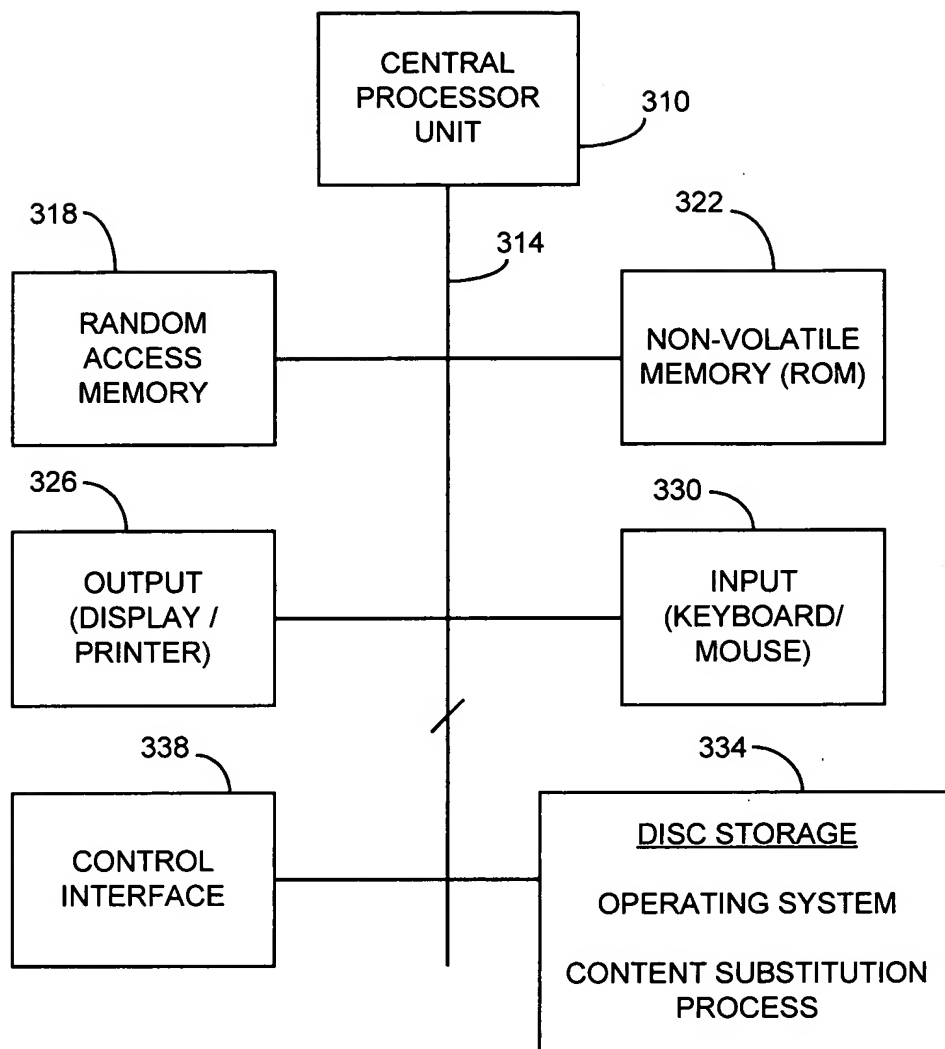 CENTRAL
PROCESSOR
UNIT
310
318
314
322
RANDOM
ACCESS
MEMORY
NON-VOLATILE
MEMORY (ROM)
326
330
OUTPUT
(DISPLAY /
PRINTER)
INPUT
(KEYBOARD/
MOUSE)
338
334
CONTROL
INTERFACE
DISC STORAGE
OPERATING SYSTEM
CONTENT SUBSTITUTION
PROCESS